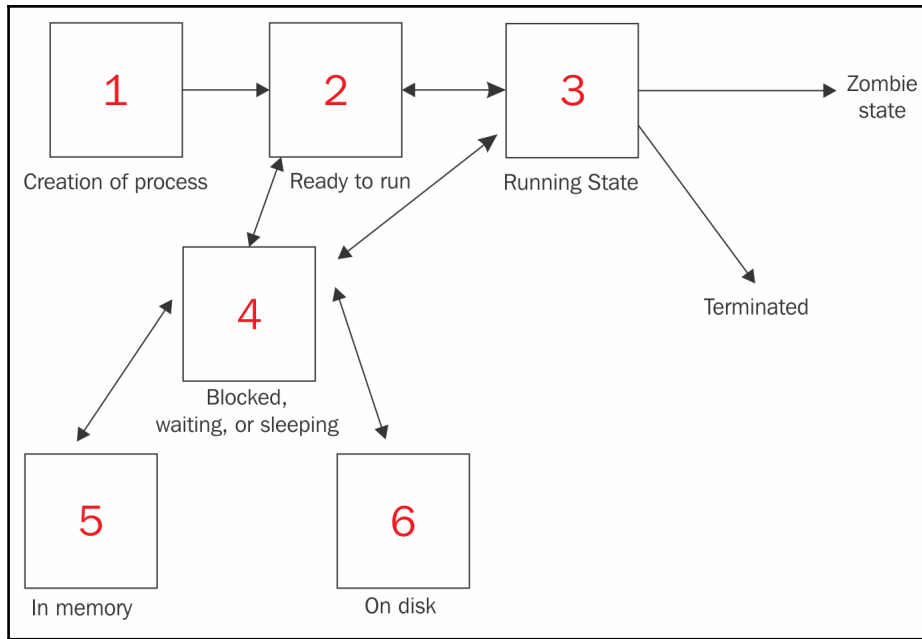 1
2
3
Zombie
state
Creation of process
Ready to run
Running State
4
Terminated
Blocked,
waiting, or sleeping
5
6
In memory
On disk